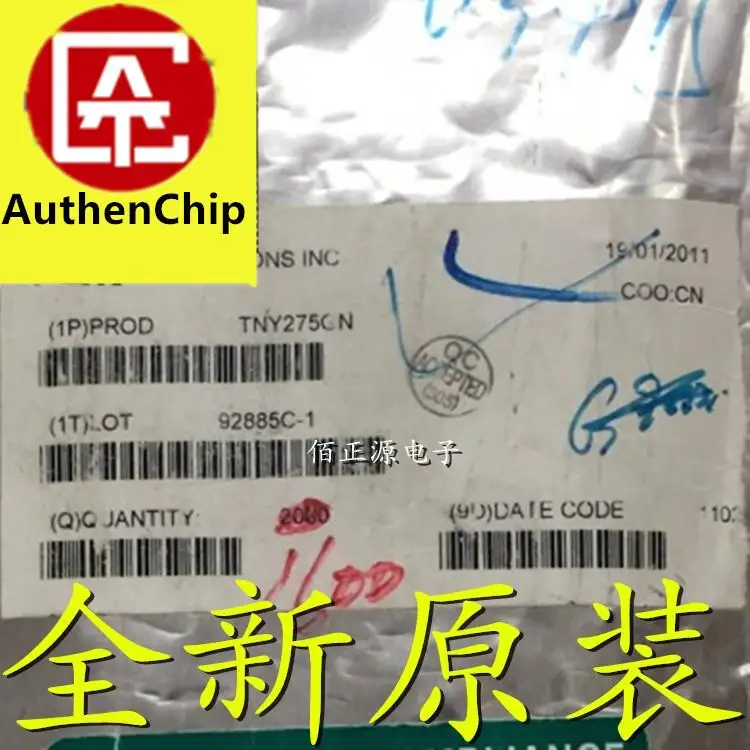 AuthenChip
ONS INC
19/01/2011
COO:CN
(1P)PROD TNY275GN
QC
ACCEPTED
(1T)LOT 92885C-1
佰正源电子
(Q)QUANTITY: 2000
1600
(9D)DATE CODE 1103
全新原装